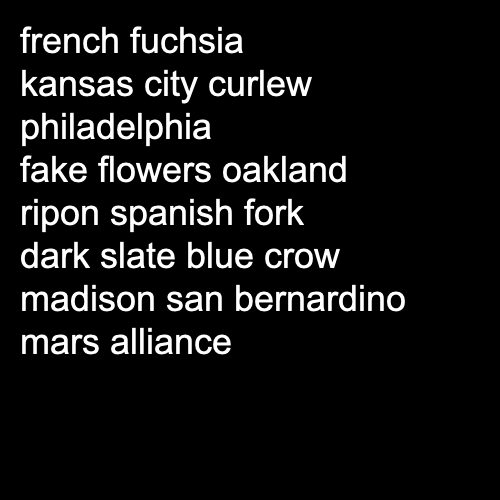 french fuchsia
kansas city curlew
philadelphia
fake flowers oakland
ripon spanish fork
dark slate blue crow
madison san bernardino
mars alliance